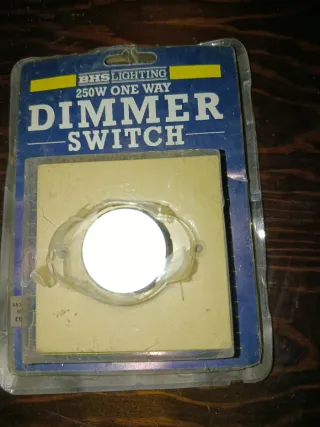 BHS LIGHTING
250W ONE WAY
DIMMER
SWITCH